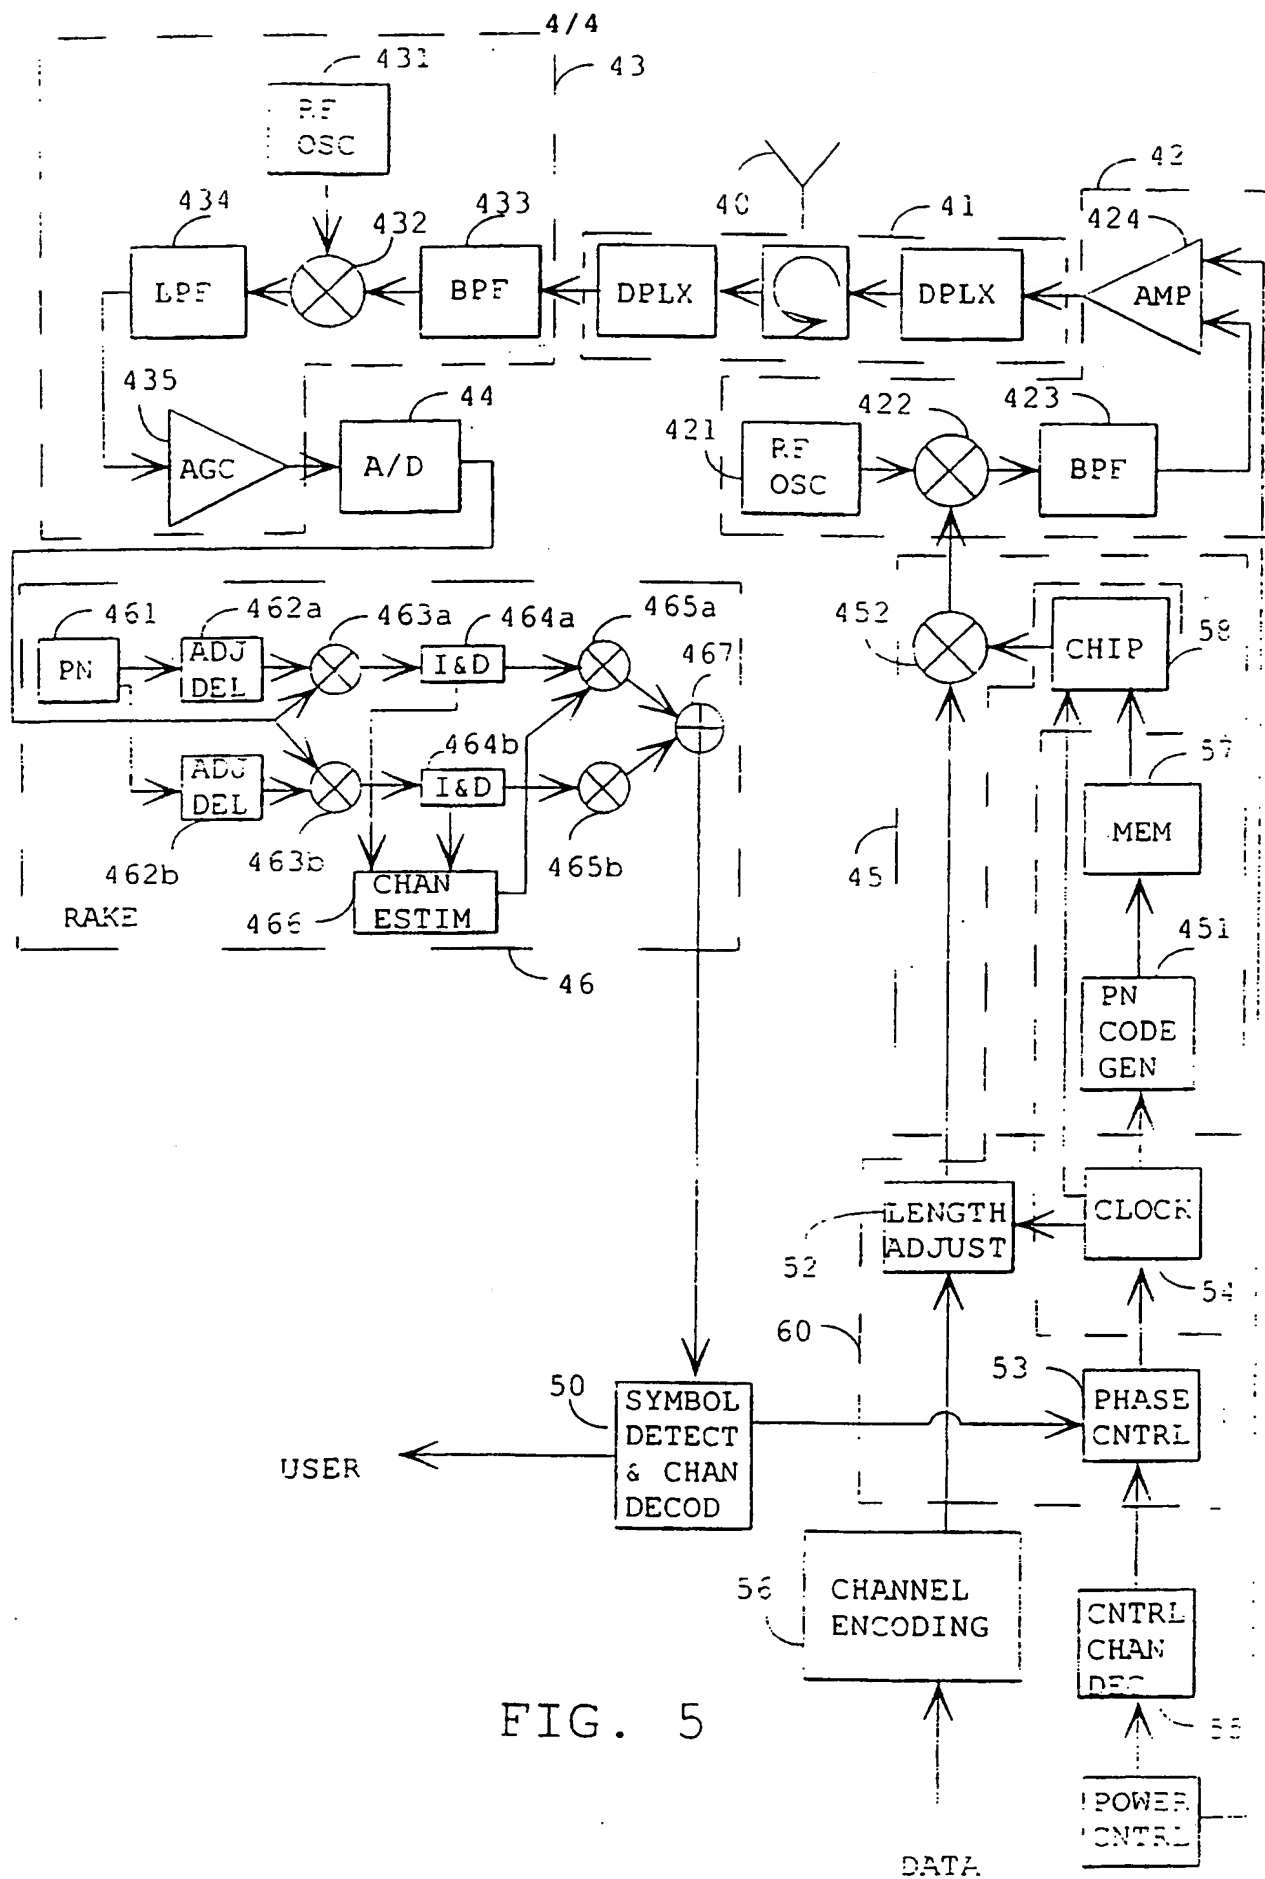 4/4
431
43
RF
OSC
42
434
432
433
40
41
424
LPF
BPF
DPLX
DPLX
AMP
435
44
421
422
423
AGC
A/D
RF
OSC
BPF
461
462a
463a
464a
465a
452
58
PN
ADJ
DEL
I&D
467
CHIP
464b
57
ADJ
DEL
I&D
MEM
462b
463b
465b
45
CHAN
ESTIM
RAKE
466
451
46
PN
CODE
GEN
LENGTH
ADJUST
CLOCK
52
54
60
53
50
SYMBOL
DETECT
& CHAN
DECOD
PHASE
CNTRL
USER
56
CHANNEL
ENCODING
CNTRL
CHAN
DEC
FIG. 5
POWER
CNTRL
DATA